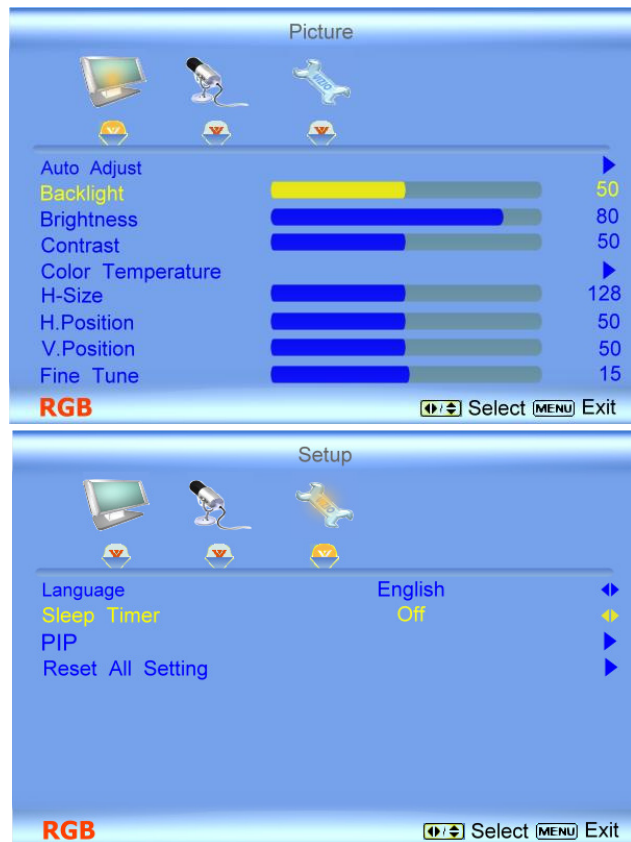 Picture
Auto Adjust
Backlight 50
Brightness 80
Contrast 50
Color Temperature
H-Size 128
H.Position 50
V.Position 50
Fine Tune 15
RGB Select MENU Exit
Setup
Language English
Sleep Timer Off
PIP
Reset All Setting
RGB Select MENU Exit